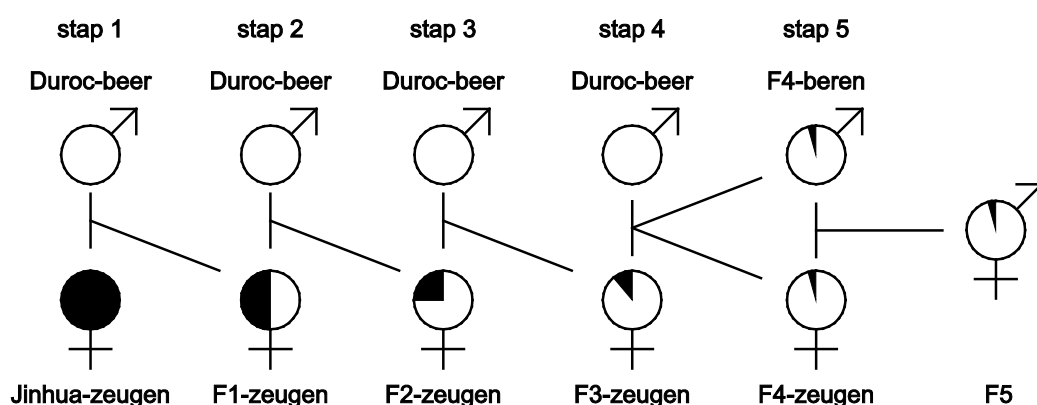 stap 1 stap 2 stap 3 stap 4 stap 5
Duroc-beer Duroc-beer Duroc-beer Duroc-beer F4-beren
Jinhua-zeugen F1-zeugen F2-zeugen F3-zeugen F4-zeugen F5